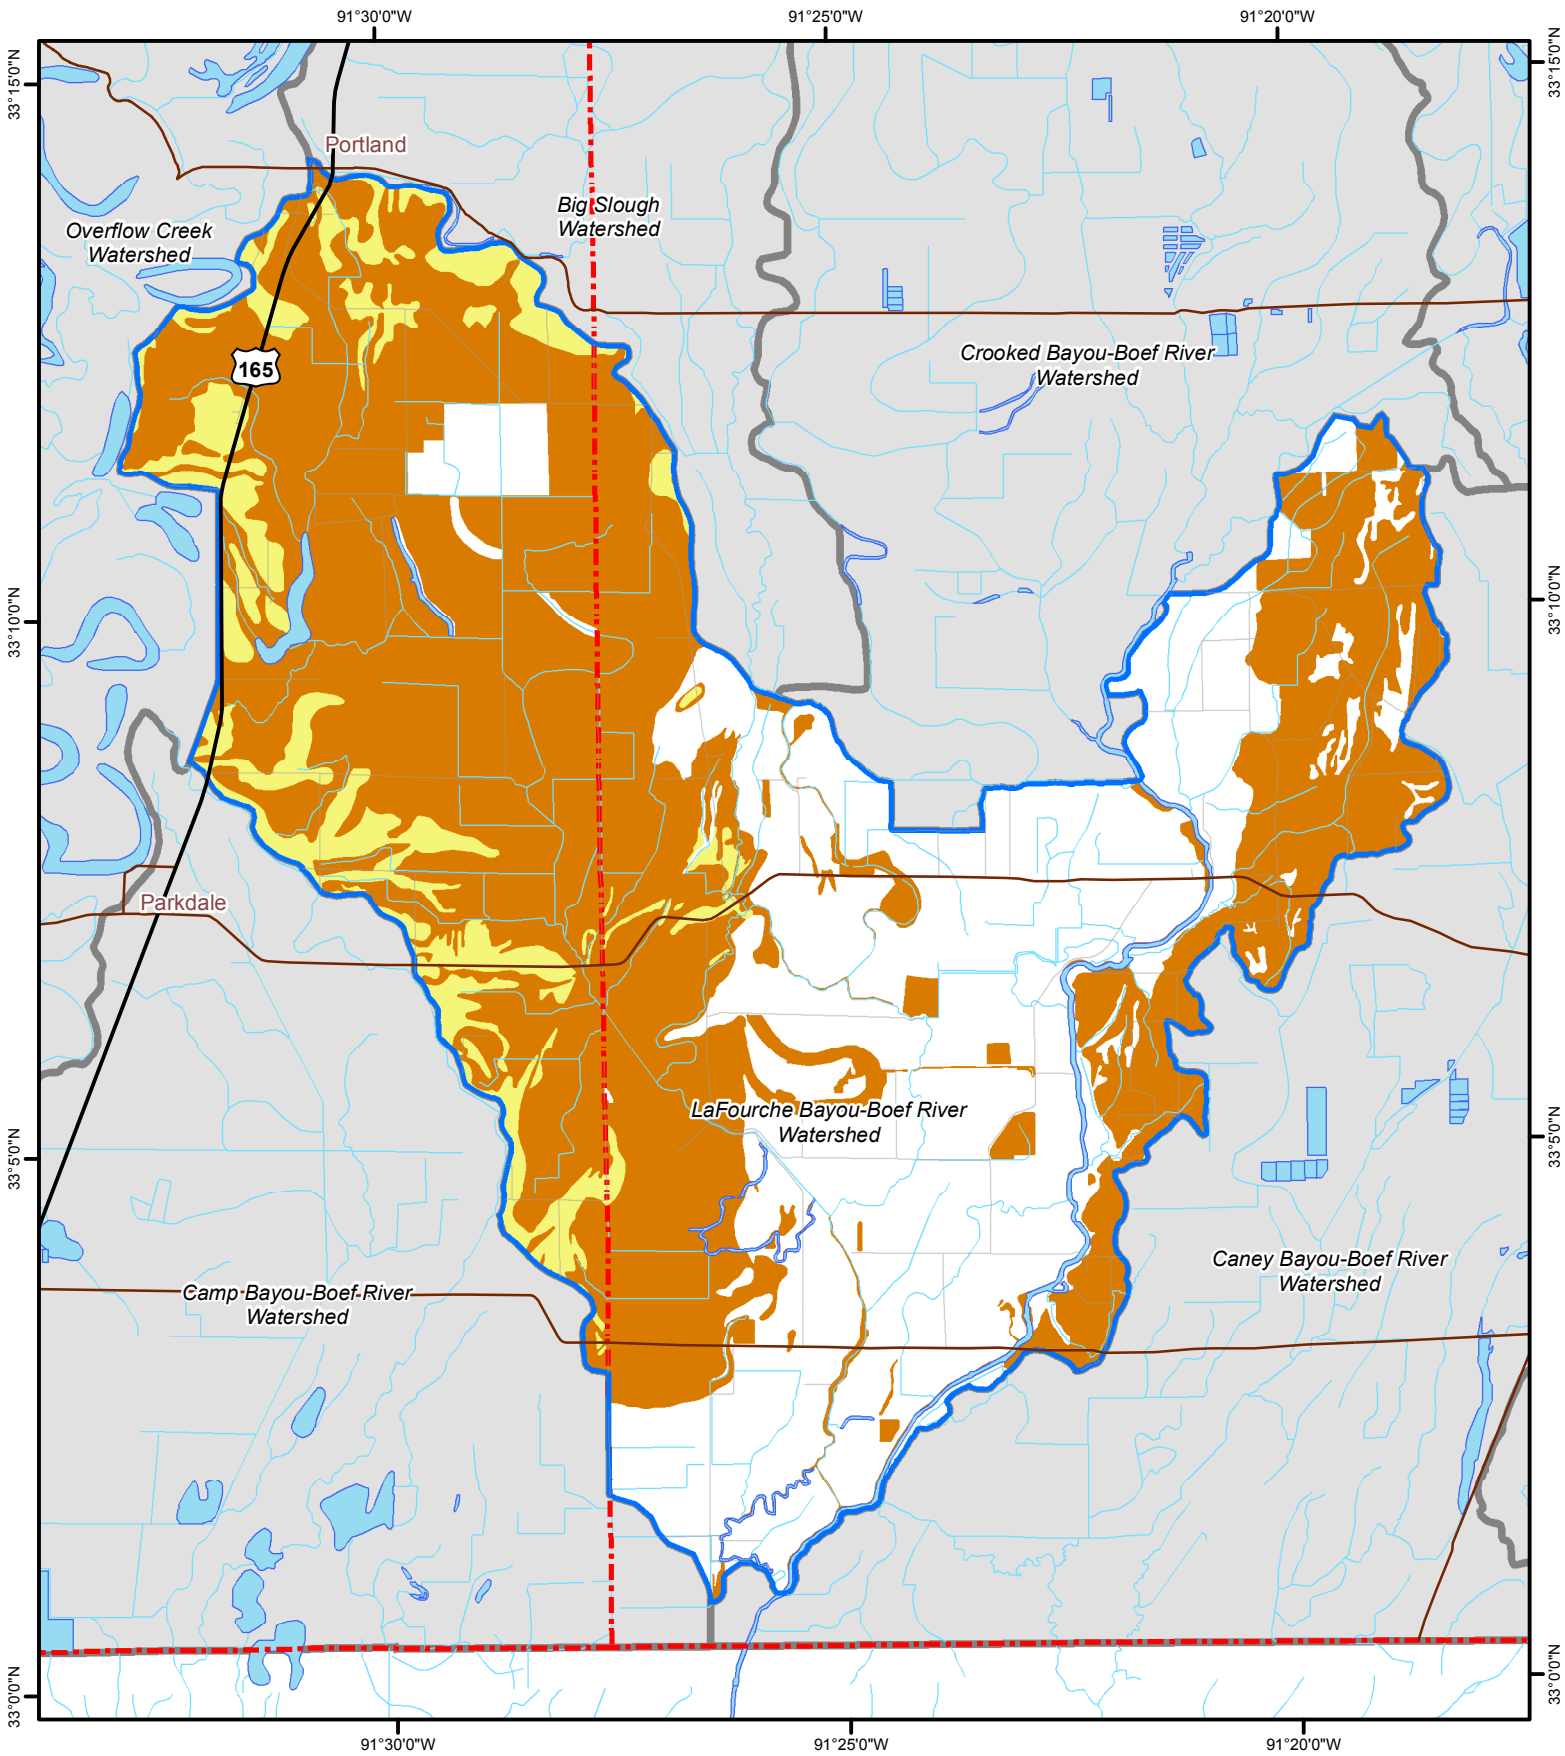 91°30'0"W
91°25'0"W
91°20'0"W
33°15'0"N
33°15'0"N
Portland
Big Slough
Watershed
Overflow Creek
Watershed
Crooked Bayou-Boef River
Watershed
165
33°10'0"N
33°10'0"N
Parkdale
LaFourche Bayou-Boef River
Watershed
33°5'0"N
33°5'0"N
Caney Bayou-Boef River
Watershed
Camp Bayou-Boef River
Watershed
33°0'0"N
33°0'0"N
91°30'0"W
91°25'0"W
91°20'0"W